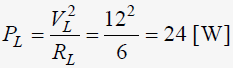 P_L = V_L^2 / R_L = 12^2 / 6 = 24 [W]